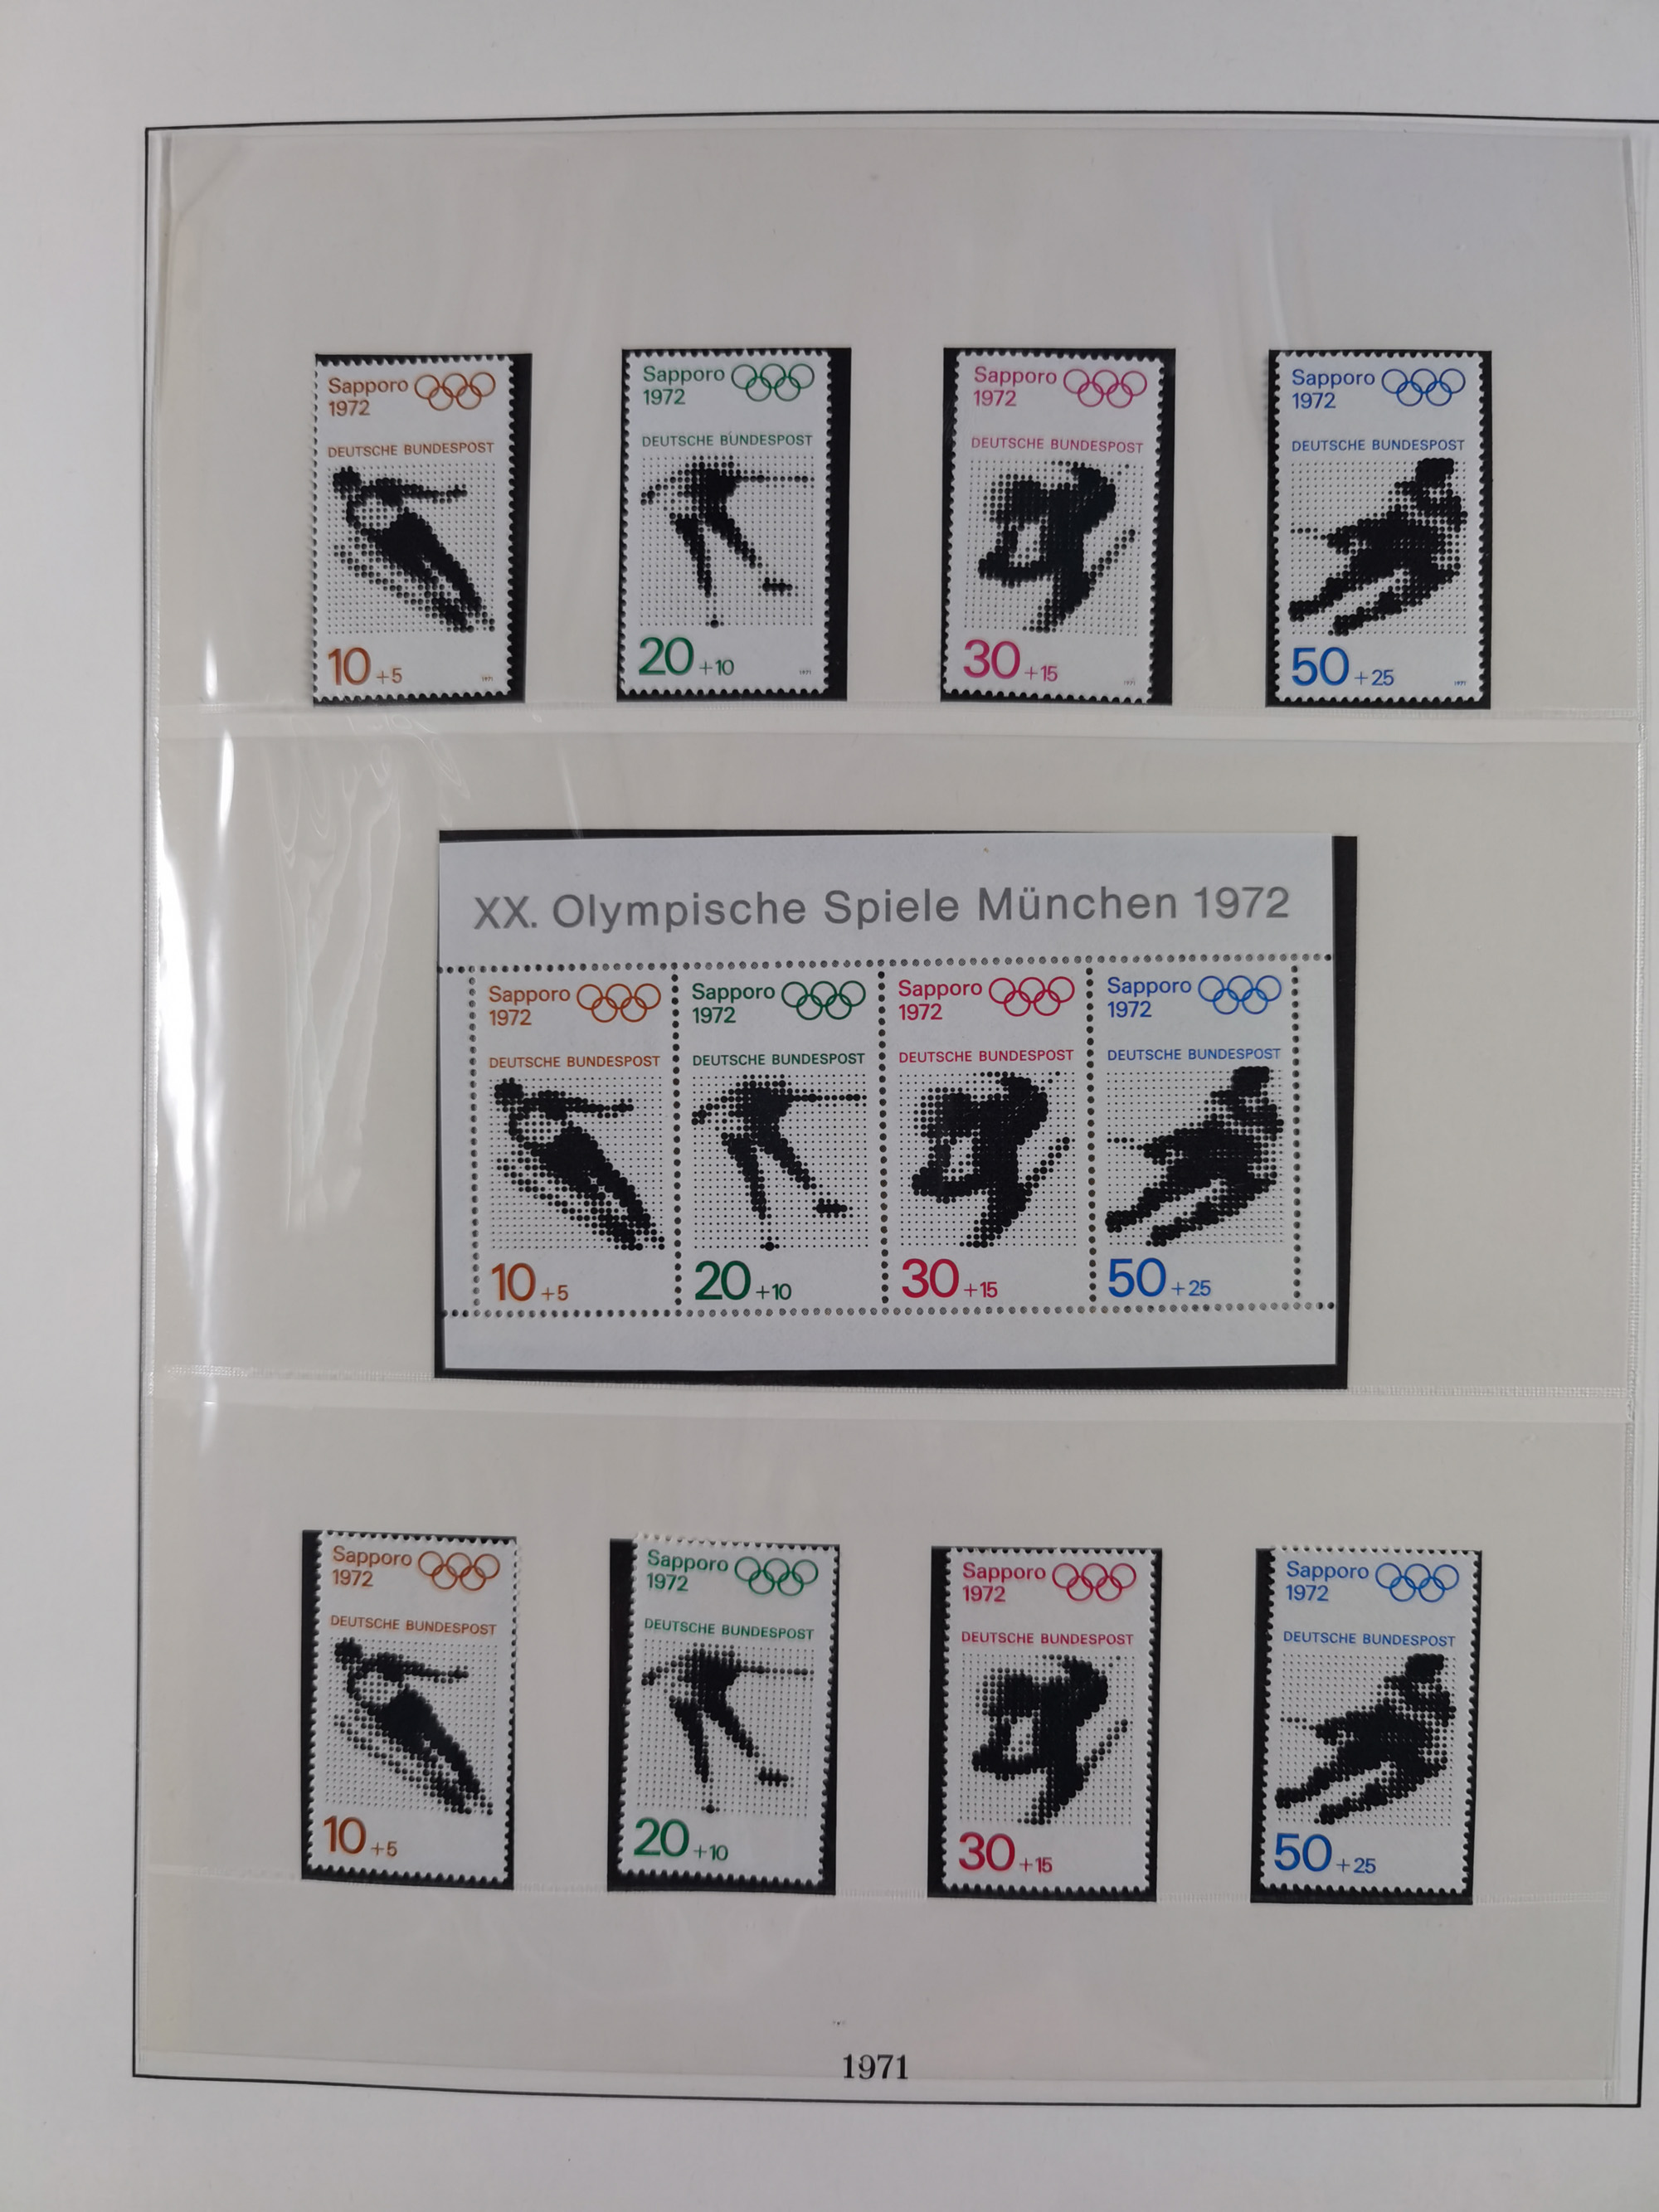 Sapporo
1972
DEUTSCHE BUNDESPOST
10 +5
1971
Sapporo
1972
DEUTSCHE BUNDESPOST
20 +10
1971
Sapporo
1972
DEUTSCHE BUNDESPOST
30 +15
1971
Sapporo
1972
DEUTSCHE BUNDESPOST
50 +25
1971
XX. Olympische Spiele München 1972
Sapporo
1972
DEUTSCHE BUNDESPOST
10 +5
Sapporo
1972
DEUTSCHE BUNDESPOST
20 +10
Sapporo
1972
DEUTSCHE BUNDESPOST
30 +15
Sapporo
1972
DEUTSCHE BUNDESPOST
50 +25
Sapporo
1972
DEUTSCHE BUNDESPOST
10 +5
Sapporo
1972
DEUTSCHE BUNDESPOST
20 +10
Sapporo
1972
DEUTSCHE BUNDESPOST
30 +15
Sapporo
1972
DEUTSCHE BUNDESPOST
50 +25
1971